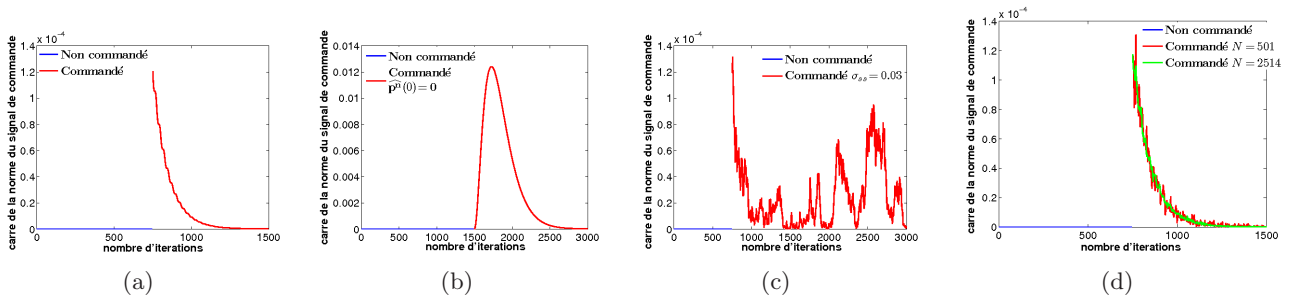 x 10⁻⁴
1.4
1.2
1
0.8
0.6
0.4
0.2
0
0
500
1000
1500
carre de la norme du signal de commande
nombre d'iterations
Non commandé
Commandé
(a)
0.014
0.012
0.010
0.008
0.006
0.004
0.002
0.000
0
500
1000
1500
2000
2500
3000
carre de la norme du signal de commande
nombre d'iterations
Non commandé
Commandé
p̂ⁿ(0) = 0
(b)
x 10⁻⁴
1.4
1.2
1
0.8
0.6
0.4
0.2
0
0
500
1000
1500
2000
2500
3000
carre de la norme du signal de commande
nombre d'iterations
Non commandé
Commandé σₛₛ = 0.03
(c)
x 10⁻⁴
1.4
1.2
1
0.8
0.6
0.4
0.2
0
0
500
1000
1500
carre de la norme du signal de commande
nombre d'iterations
Non commandé
Commandé N = 501
Commandé N = 2514
(d)